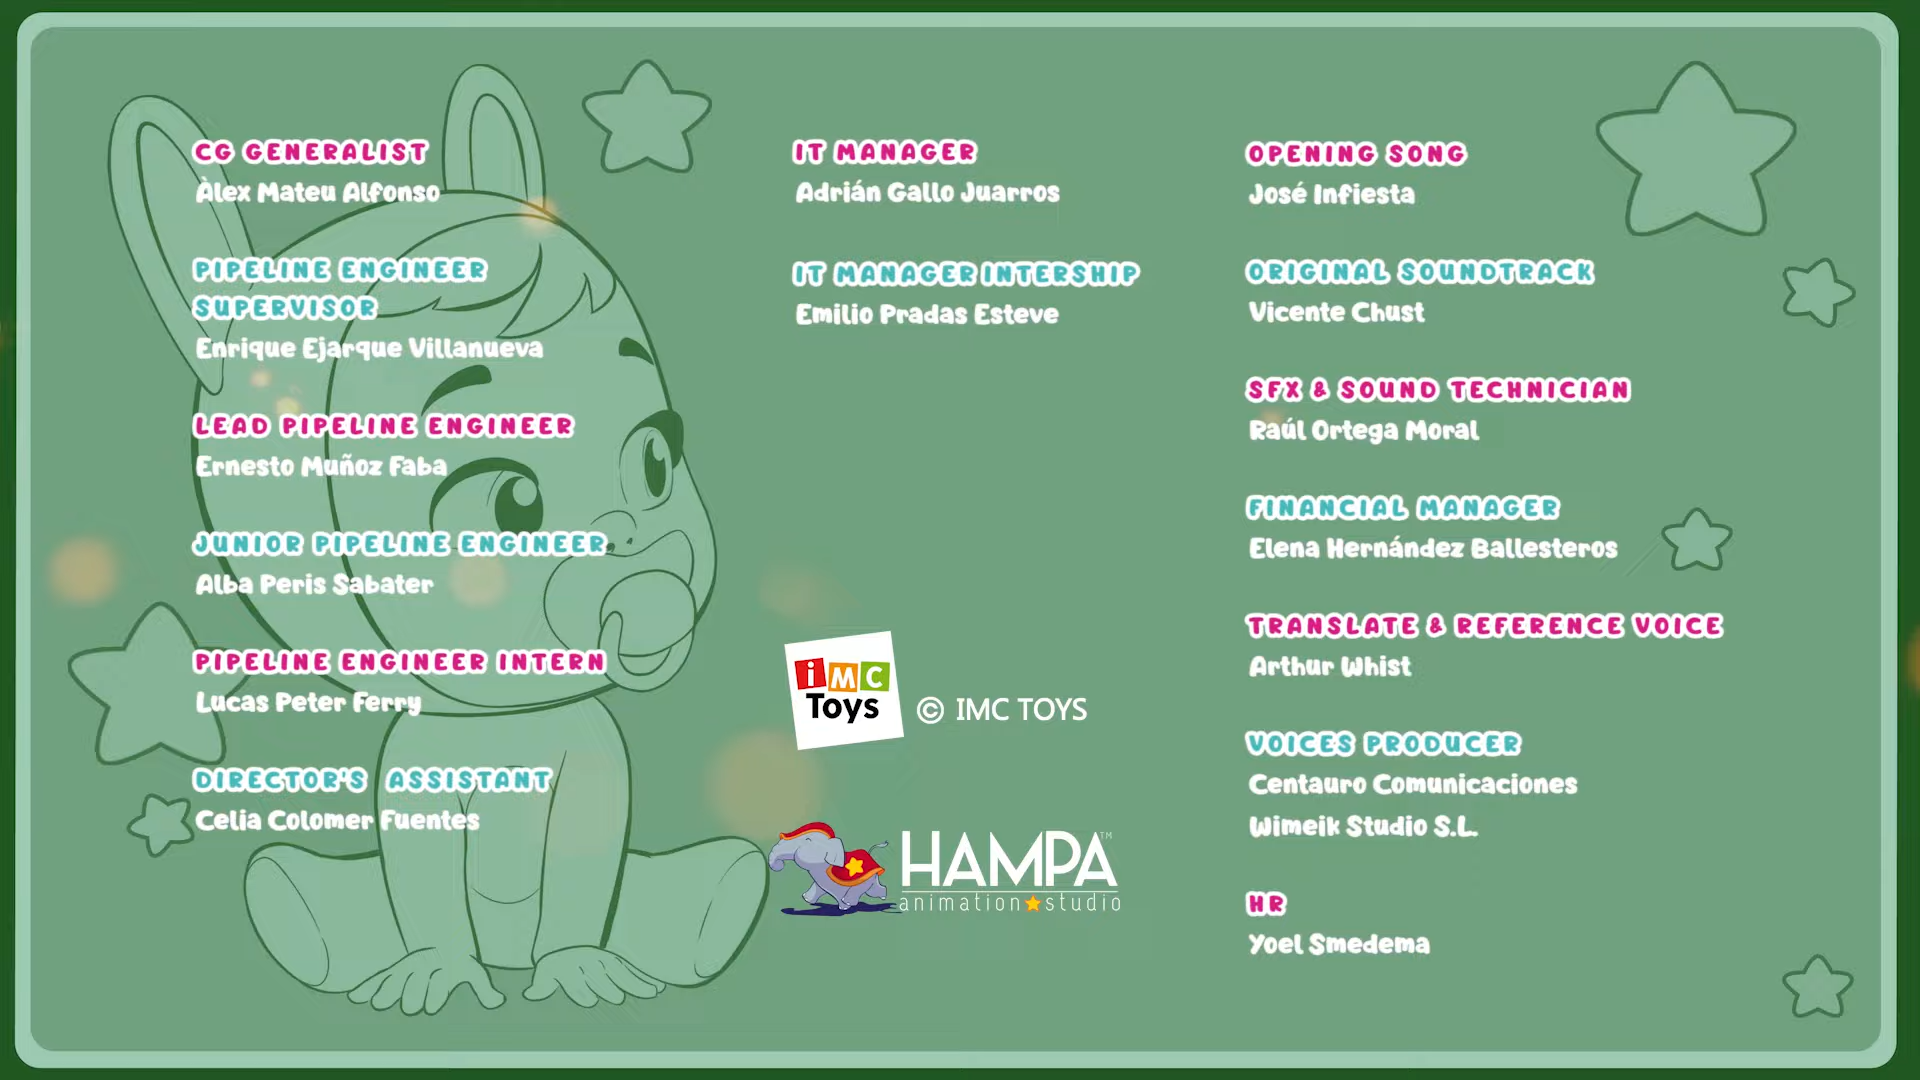 CG GENERALIST
Àlex Mateu Alfonso
PIPELINE ENGINEER
SUPERVISOR
Enrique Ejarque Villanueva
LEAD PIPELINE ENGINEER
Ernesto Muñoz Faba
JUNIOR PIPELINE ENGINEER
Alba Peris Sabater
PIPELINE ENGINEER INTERN
Lucas Peter Ferry
DIRECTOR'S ASSISTANT
Celia Colomer Fuentes
IT MANAGER
Adrián Gallo Juarros
IT MANAGER INTERSHIP
Emilio Pradas Esteve
iMC
Toys
© IMC TOYS
HAMPA™
animation studio
OPENING SONG
José Infiesta
ORIGINAL SOUNDTRACK
Vicente Chust
SFX & SOUND TECHNICIAN
Raúl Ortega Moral
FINANCIAL MANAGER
Elena Hernández Ballesteros
TRANSLATE & REFERENCE VOICE
Arthur Whist
VOICES PRODUCER
Centauro Comunicaciones
Wimeik Studio S.L.
HR
Yoel Smedema